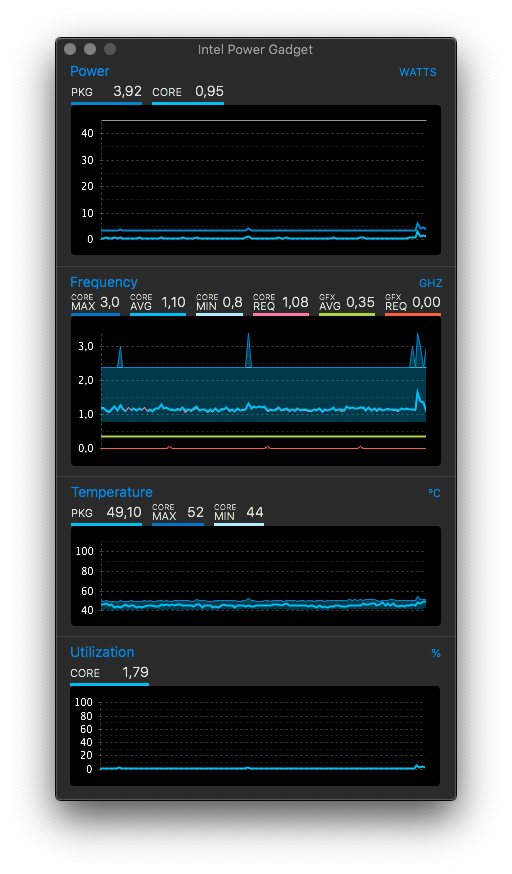 Intel Power Gadget
Power WATTS
PKG 3,92 CORE 0,95
40
30
20
10
0
Frequency GHZ
CORE MAX 3,0 CORE AVG 1,10 CORE MIN 0,8 CORE REQ 1,08 GFX AVG 0,35 GFX REQ 0,00
3,0
2,0
1,0
0,0
Temperature ºC
PKG 49,10 CORE MAX 52 CORE MIN 44
100
80
60
40
Utilization %
CORE 1,79
100
80
60
40
20
0